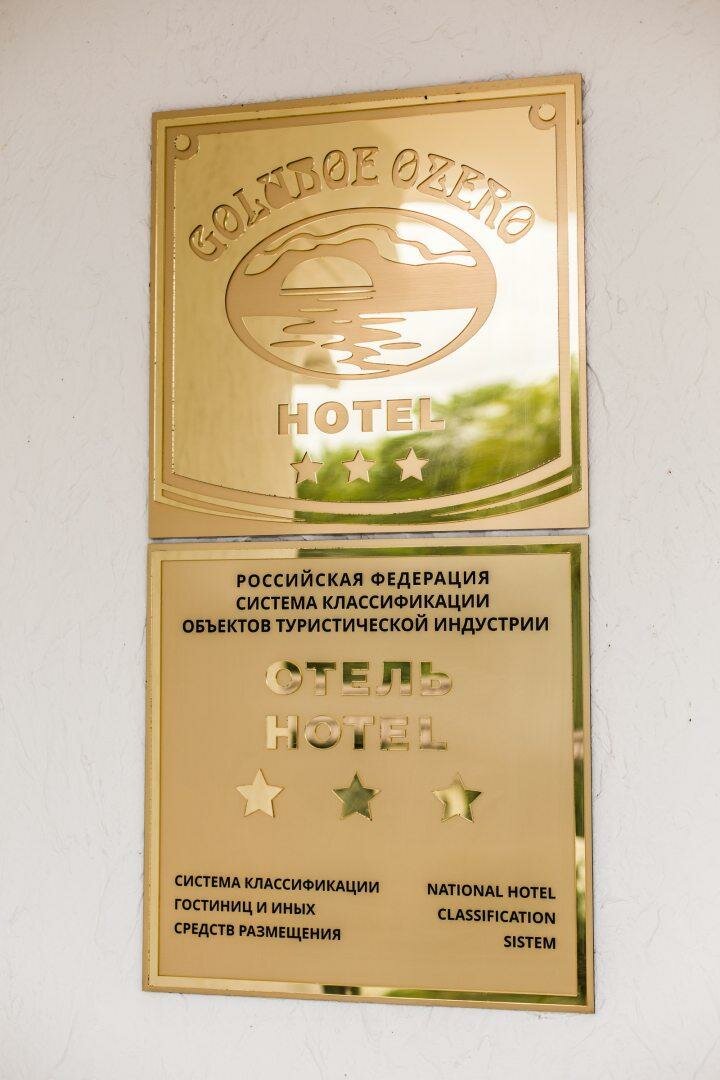 GOLUBOE OZERO
HOTEL
РОССИЙСКАЯ ФЕДЕРАЦИЯ
СИСТЕМА КЛАССИФИКАЦИИ
ОБЪЕКТОВ ТУРИСТИЧЕСКОЙ ИНДУСТРИИ
ОТЕЛЬ
HOTEL
СИСТЕМА КЛАССИФИКАЦИИ
ГОСТИНИЦ И ИНЫХ
СРЕДСТВ РАЗМЕЩЕНИЯ
NATIONAL HOTEL
CLASSIFICATION
SISTEM